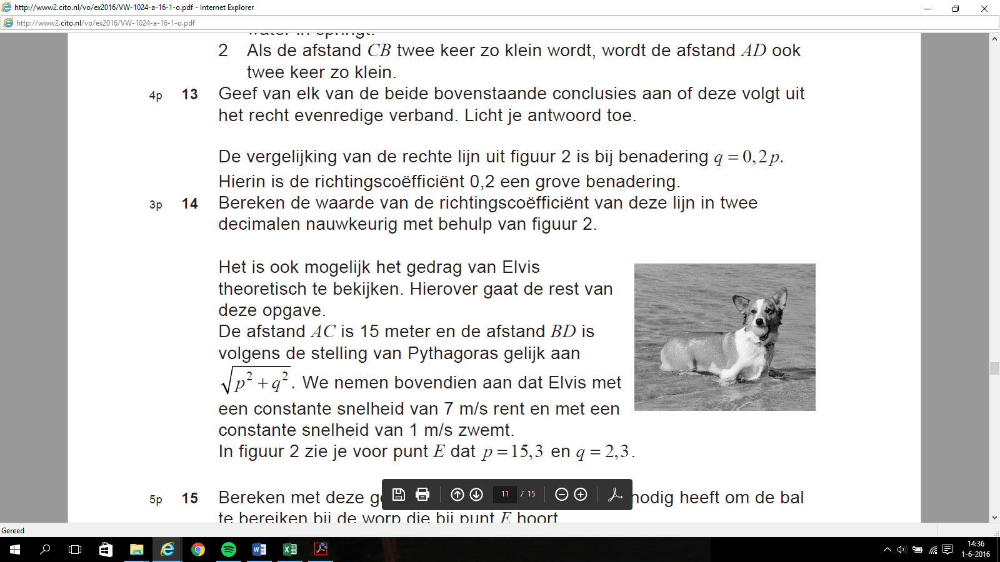 http://www2.cito.nl/vo/ex2016/VW-1024-a-16-1-o.pdf - Internet Explorer
http://www2.cito.nl/vo/ex2016/VW-1024-a-16-1-o.pdf
water in springt.
2 Als de afstand CB twee keer zo klein wordt, wordt de afstand AD ook
twee keer zo klein.
4p 13 Geef van elk van de beide bovenstaande conclusies aan of deze volgt uit
het recht evenredige verband. Licht je antwoord toe.
De vergelijking van de rechte lijn uit figuur 2 is bij benadering q = 0,2p.
Hierin is de richtingscoëfficiënt 0,2 een grove benadering.
3p 14 Bereken de waarde van de richtingscoëfficiënt van deze lijn in twee
decimalen nauwkeurig met behulp van figuur 2.
Het is ook mogelijk het gedrag van Elvis
theoretisch te bekijken. Hierover gaat de rest van
deze opgave.
De afstand AC is 15 meter en de afstand BD is
volgens de stelling van Pythagoras gelijk aan
√(p² + q²). We nemen bovendien aan dat Elvis met
een constante snelheid van 7 m/s rent en met een
constante snelheid van 1 m/s zwemt.
In figuur 2 zie je voor punt E dat p = 15,3 en q = 2,3.
5p 15 Bereken met deze nodig heeft om de bal
te bereiken bij de worp die bij punt E hoort
11 / 15
Gereed
14:36
1-6-2016